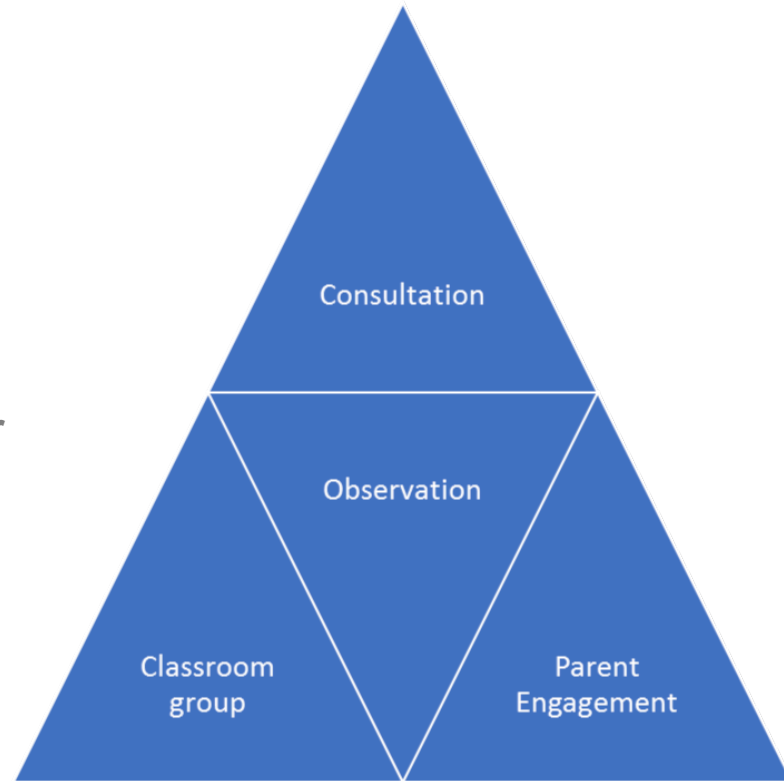 Consultation
Observation
Classroom
group
Parent
Engagement